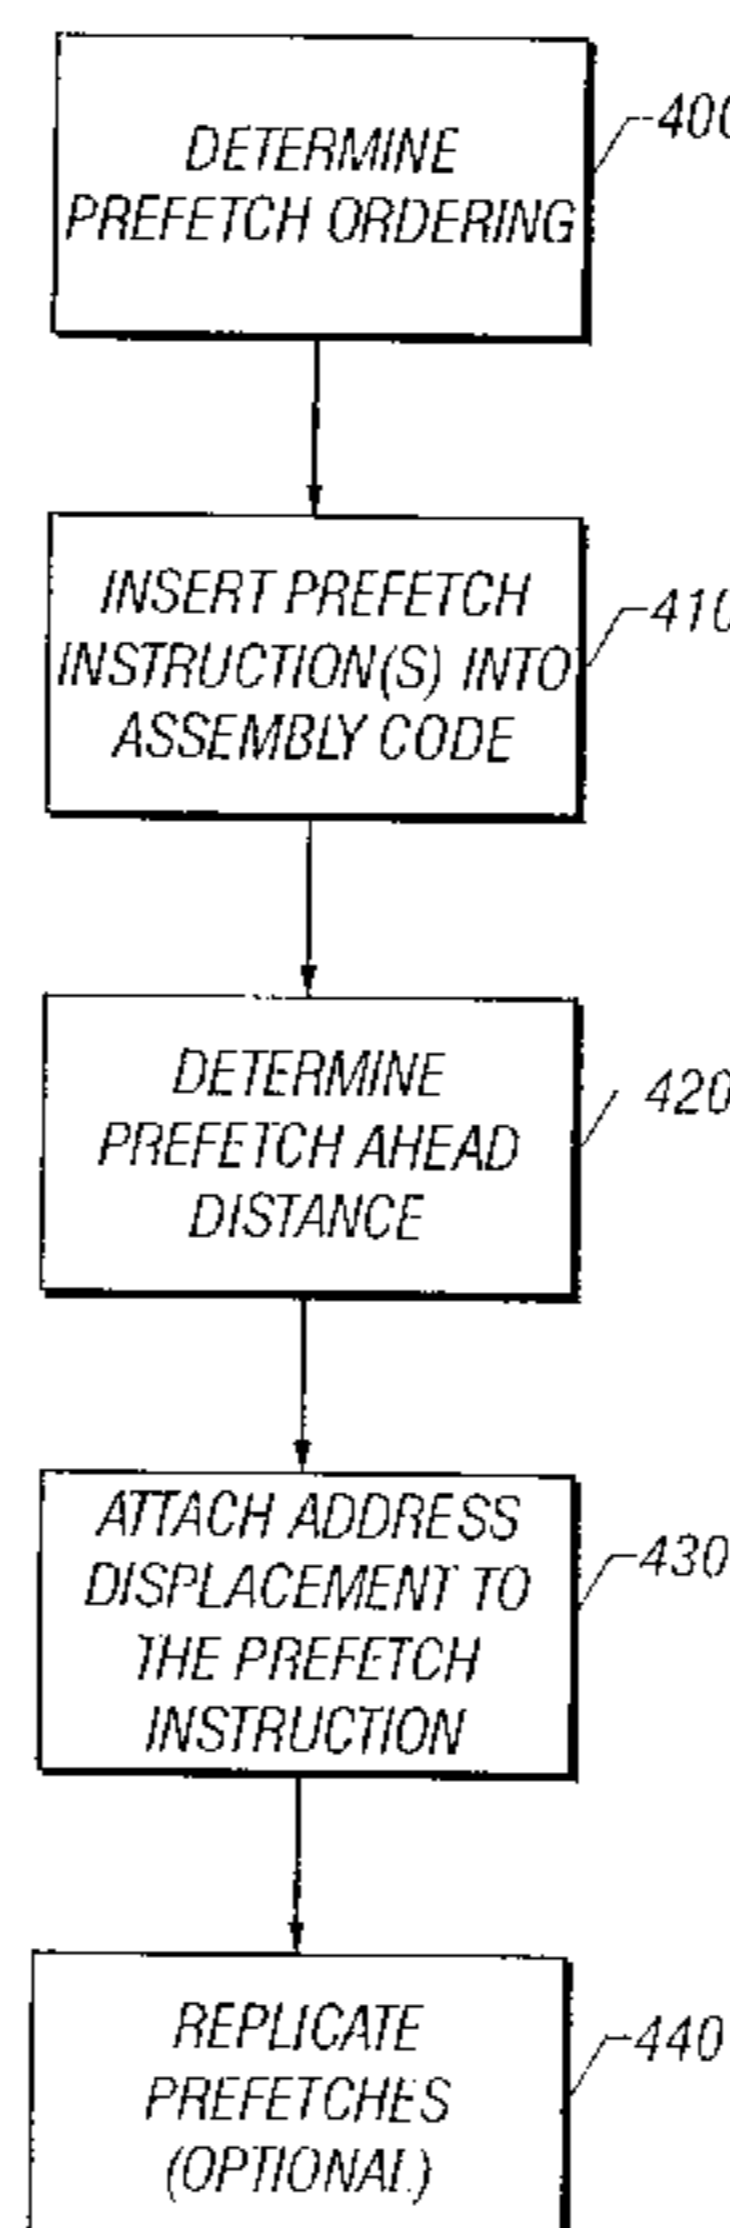 DETERMINE
PREFETCH ORDERING
400
INSERT PREFETCH
INSTRUCTION(S) INTO
ASSEMBLY CODE
410
DETERMINE
PREFETCH AHEAD
DISTANCE
420
ATTACH ADDRESS
DISPLACEMENT TO
THE PREFETCH
INSTRUCTION
430
REPLICATE
PREFETCHES
(OPTIONAL)
440